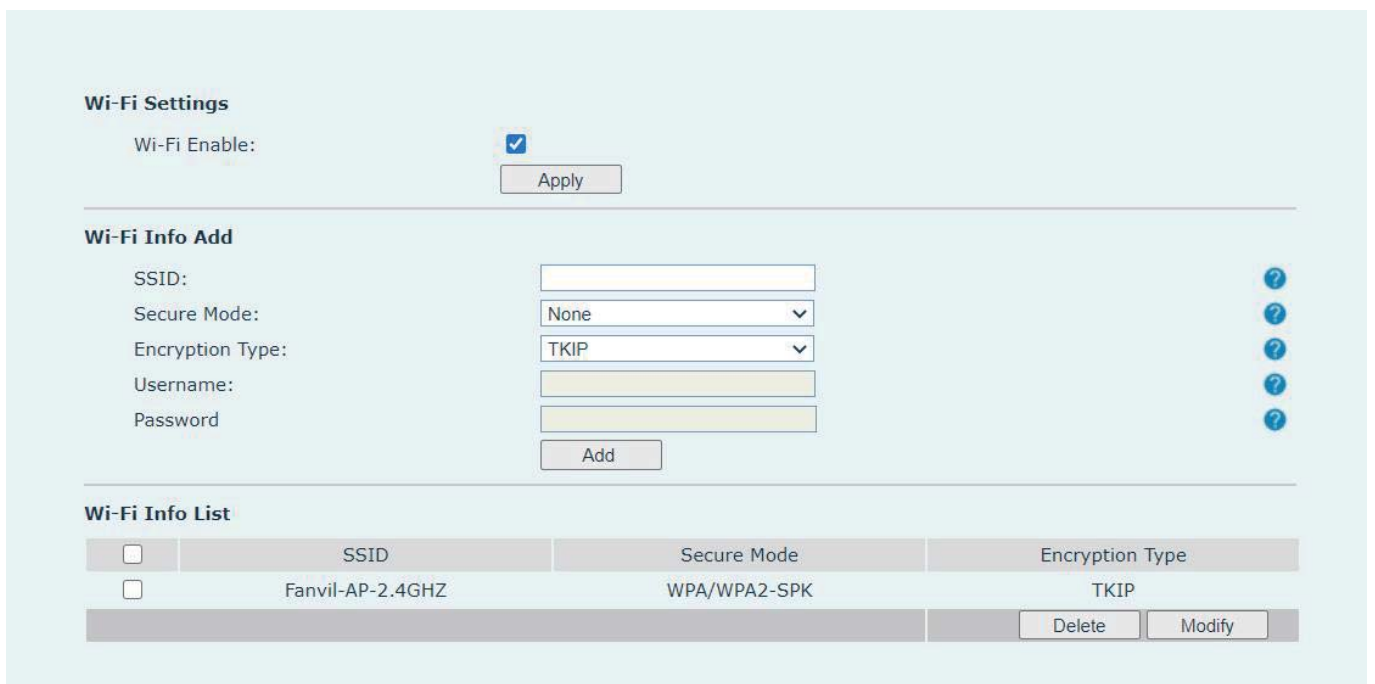 Wi-Fi Settings
Wi-Fi Enable:
Apply
Wi-Fi Info Add
SSID:
Secure Mode: None
Encryption Type: TKIP
Username:
Password
Add
Wi-Fi Info List
SSID Secure Mode Encryption Type
Fanvil-AP-2.4GHZ WPA/WPA2-SPK TKIP
Delete Modify